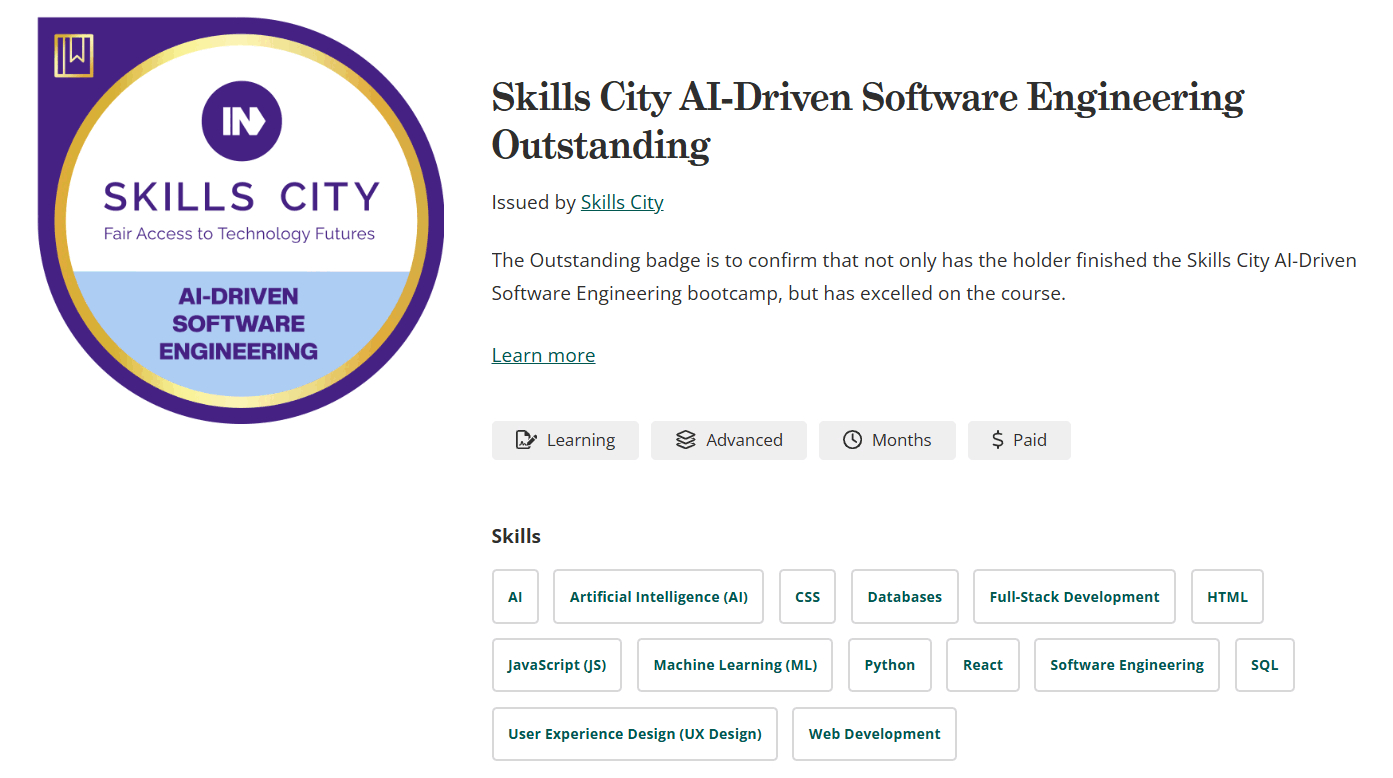 IN
SKILLS CITY
Fair Access to Technology Futures
AI-DRIVEN
SOFTWARE
ENGINEERING
Skills City AI-Driven Software Engineering
Outstanding
Issued by Skills City
The Outstanding badge is to confirm that not only has the holder finished the Skills City AI-Driven
Software Engineering bootcamp, but has excelled on the course.
Learn more
Learning Advanced Months $ Paid
Skills
AI Artificial Intelligence (AI) CSS Databases Full-Stack Development HTML
JavaScript (JS) Machine Learning (ML) Python React Software Engineering SQL
User Experience Design (UX Design) Web Development